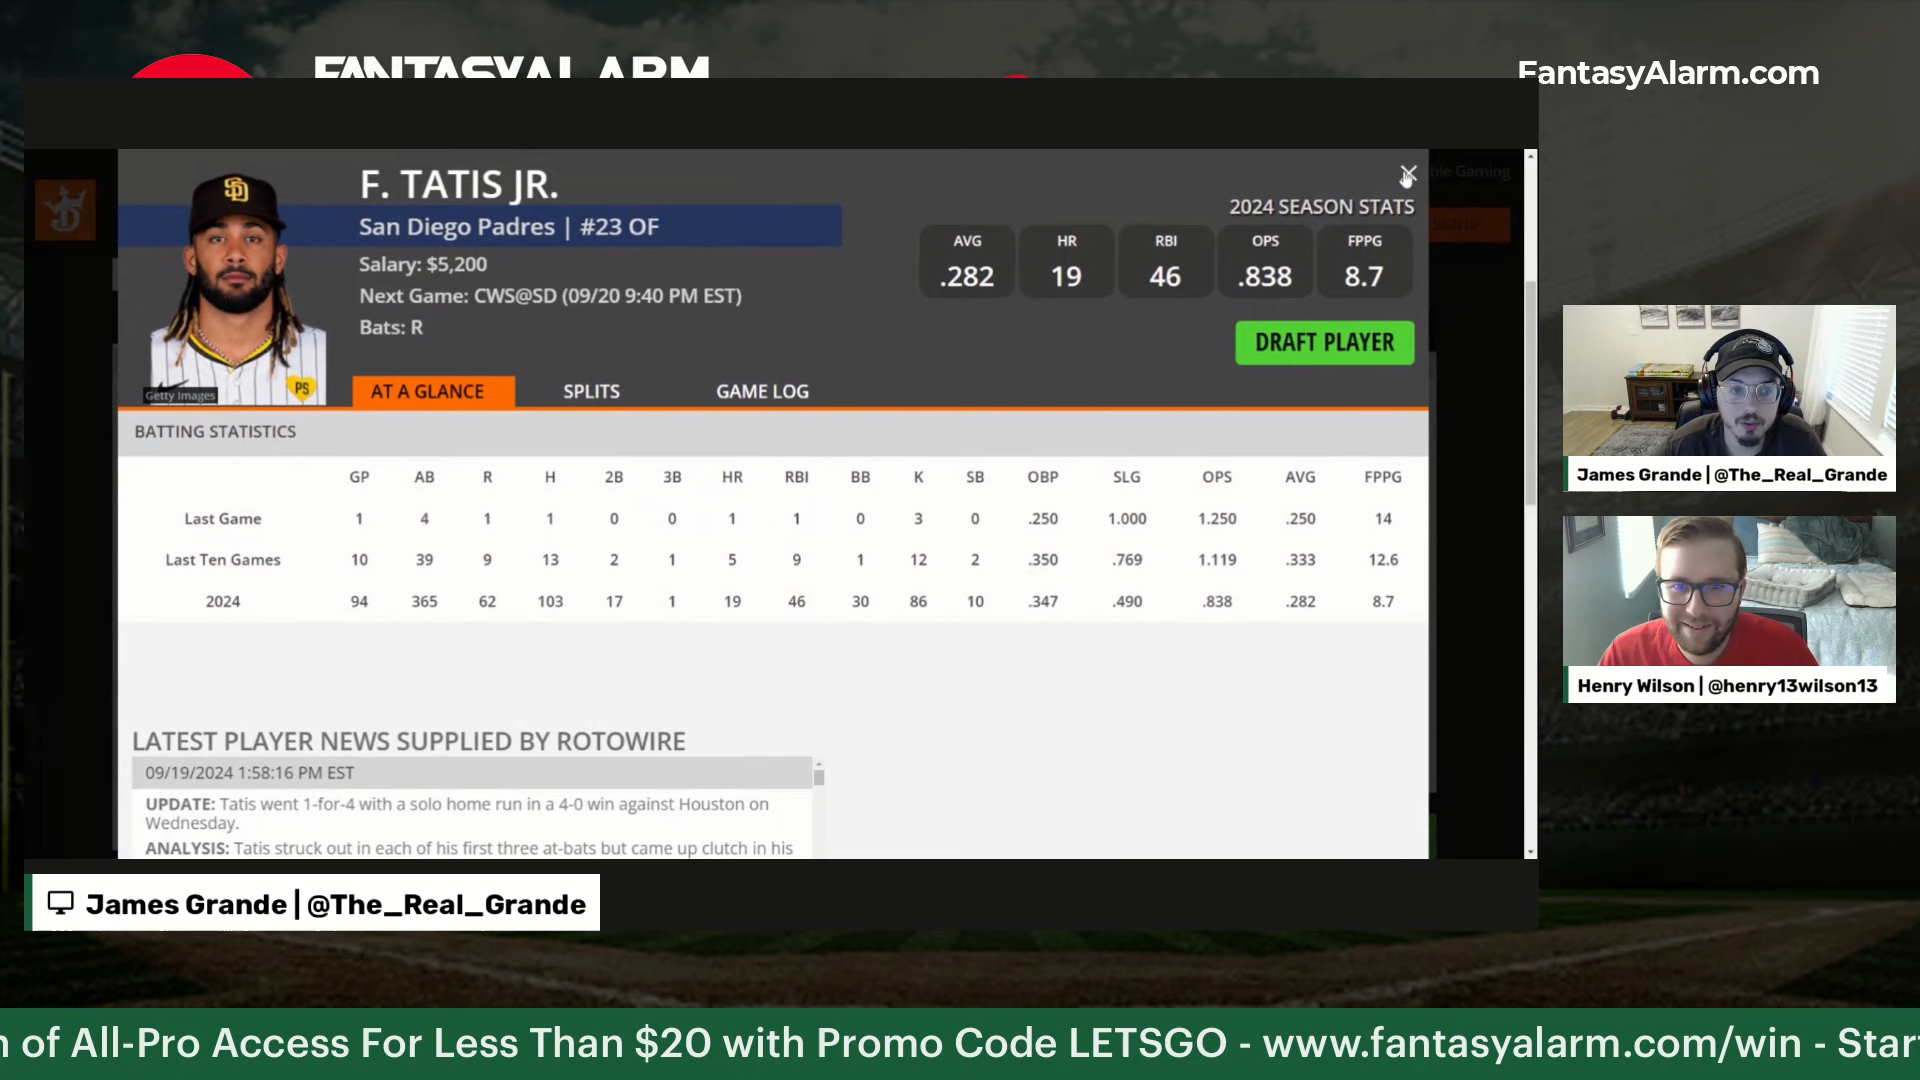 FANTASYALARM
FantasyAlarm.com
F. TATIS JR.
San Diego Padres | #23 OF
Salary: $5,200
Next Game: CWS@SD (09/20 9:40 PM EST)
Bats: R
2024 SEASON STATS
AVG HR RBI OPS FPPG
.282 19 46 .838 8.7
DRAFT PLAYER
ble Gaming
SIGN UP
SD
PS
Getty Images
AT A GLANCE SPLITS GAME LOG
BATTING STATISTICS
GP AB R H 2B 3B HR RBI BB K SB OBP SLG OPS AVG FPPG
Last Game 1 4 1 1 0 0 1 1 0 3 0 .250 1.000 1.250 .250 14
Last Ten Games 10 39 9 13 2 1 5 9 1 12 2 .350 .769 1.119 .333 12.6
2024 94 365 62 103 17 1 19 46 30 86 10 .347 .490 .838 .282 8.7
LATEST PLAYER NEWS SUPPLIED BY ROTOWIRE
09/19/2024 1:58:16 PM EST
UPDATE: Tatis went 1-for-4 with a solo home run in a 4-0 win against Houston on
Wednesday.
ANALYSIS: Tatis struck out in each of his first three at-bats but came up clutch in his
James Grande | @The_Real_Grande
Henry Wilson | @henry13wilson13
James Grande | @The_Real_Grande
n of All-Pro Access For Less Than $20 with Promo Code LETSGO - www.fantasyalarm.com/win - Star